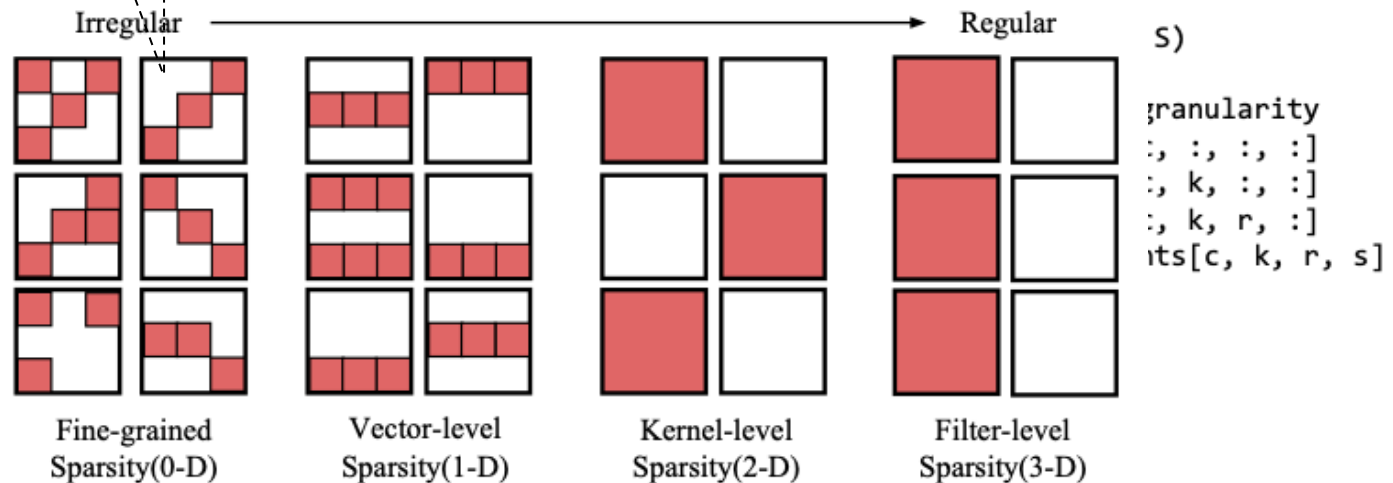 Irregular
Regular
S)
granularity
, :, :, :]
, k, :, :]
, k, r, :]
nts[c, k, r, s]
Fine-grained
Sparsity(0-D)
Vector-level
Sparsity(1-D)
Kernel-level
Sparsity(2-D)
Filter-level
Sparsity(3-D)